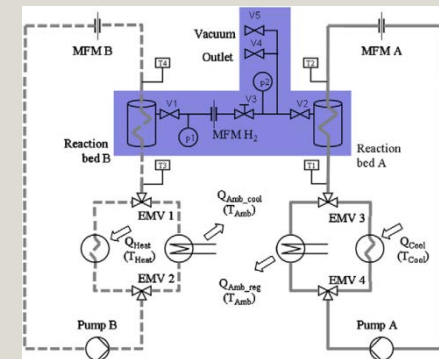 V5
Vacuum
V4
Outlet
MFM B
MFM A
T4
T2
p2
V1
V3
V2
p1
MFM H2
Reaction
bed B
Reaction
bed A
T3
T1
EMV 1
QAmb_cool
(TAmb)
EMV 3
QHeat
(THeat)
QCool
(TCool)
EMV 2
QAmb_reg
(TAmb)
EMV 4
Pump B
Pump A